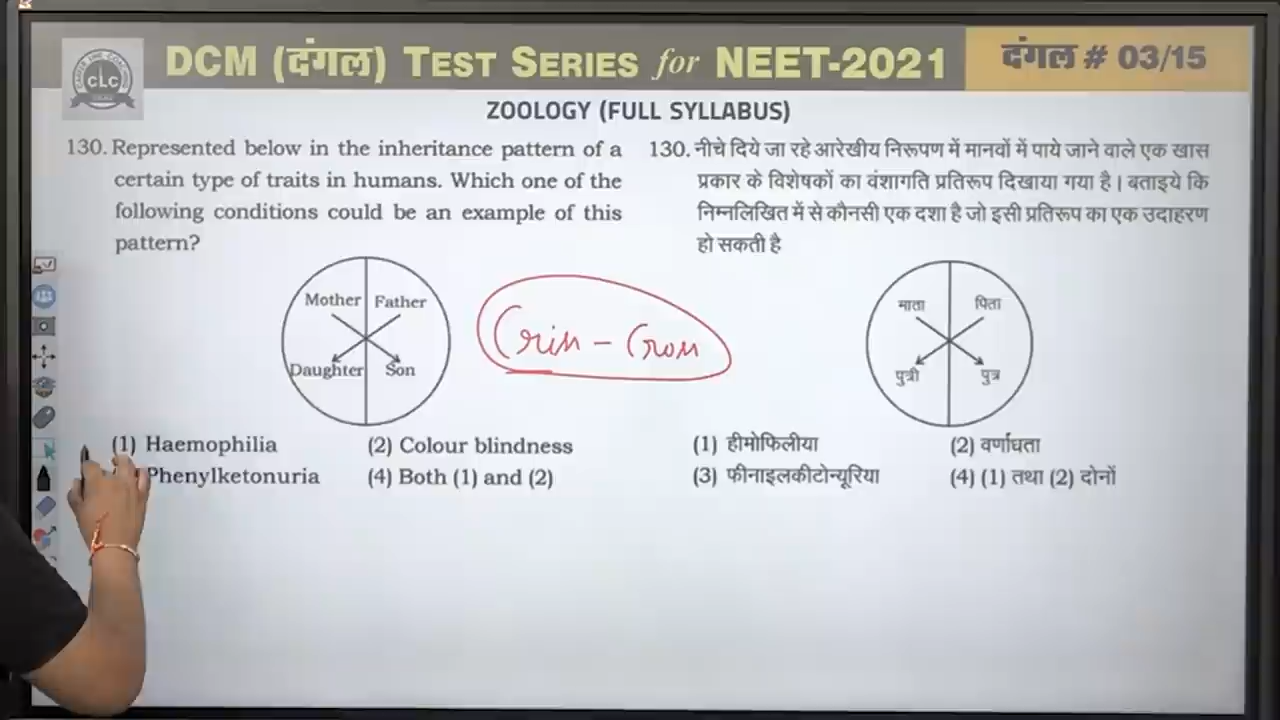 DCM (दंगल) TEST SERIES for NEET-2021
दंगल # 03/15
CLC
ZOOLOGY (FULL SYLLABUS)
130. Represented below in the inheritance pattern of a
certain type of traits in humans. Which one of the
following conditions could be an example of this
pattern?
Mother Father
Daughter Son
(1) Haemophilia (2) Colour blindness
Phenylketonuria (4) Both (1) and (2)
Criss - Cross
130. नीचे दिये जा रहे आरेखीय निरूपण में मानवों में पाये जाने वाले एक खास
प्रकार के विशेषकों का वंशागति प्रतिरूप दिखाया गया है। बताइये कि
निम्नलिखित में से कौनसी एक दशा है जो इसी प्रतिरूप का एक उदाहरण
हो सकती है
माता पिता
पुत्री पुत्र
(1) हीमोफिलीया (2) वर्णांधता
(3) फीनाइलकीटोन्यूरिया (4) (1) तथा (2) दोनों